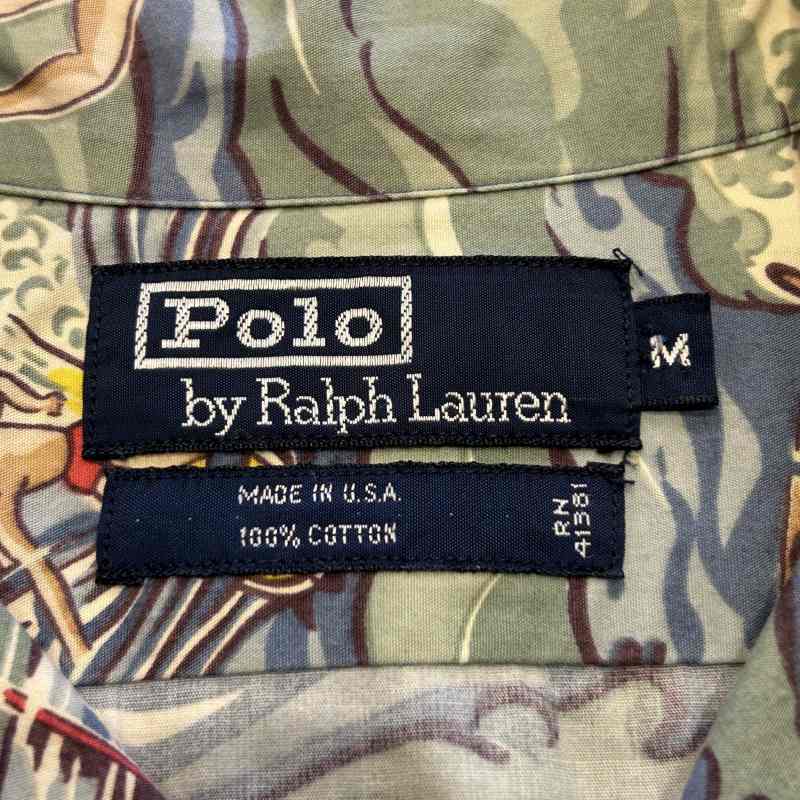 Polo
by Ralph Lauren
M
MADE IN U.S.A.
100% COTTON
RN
41381